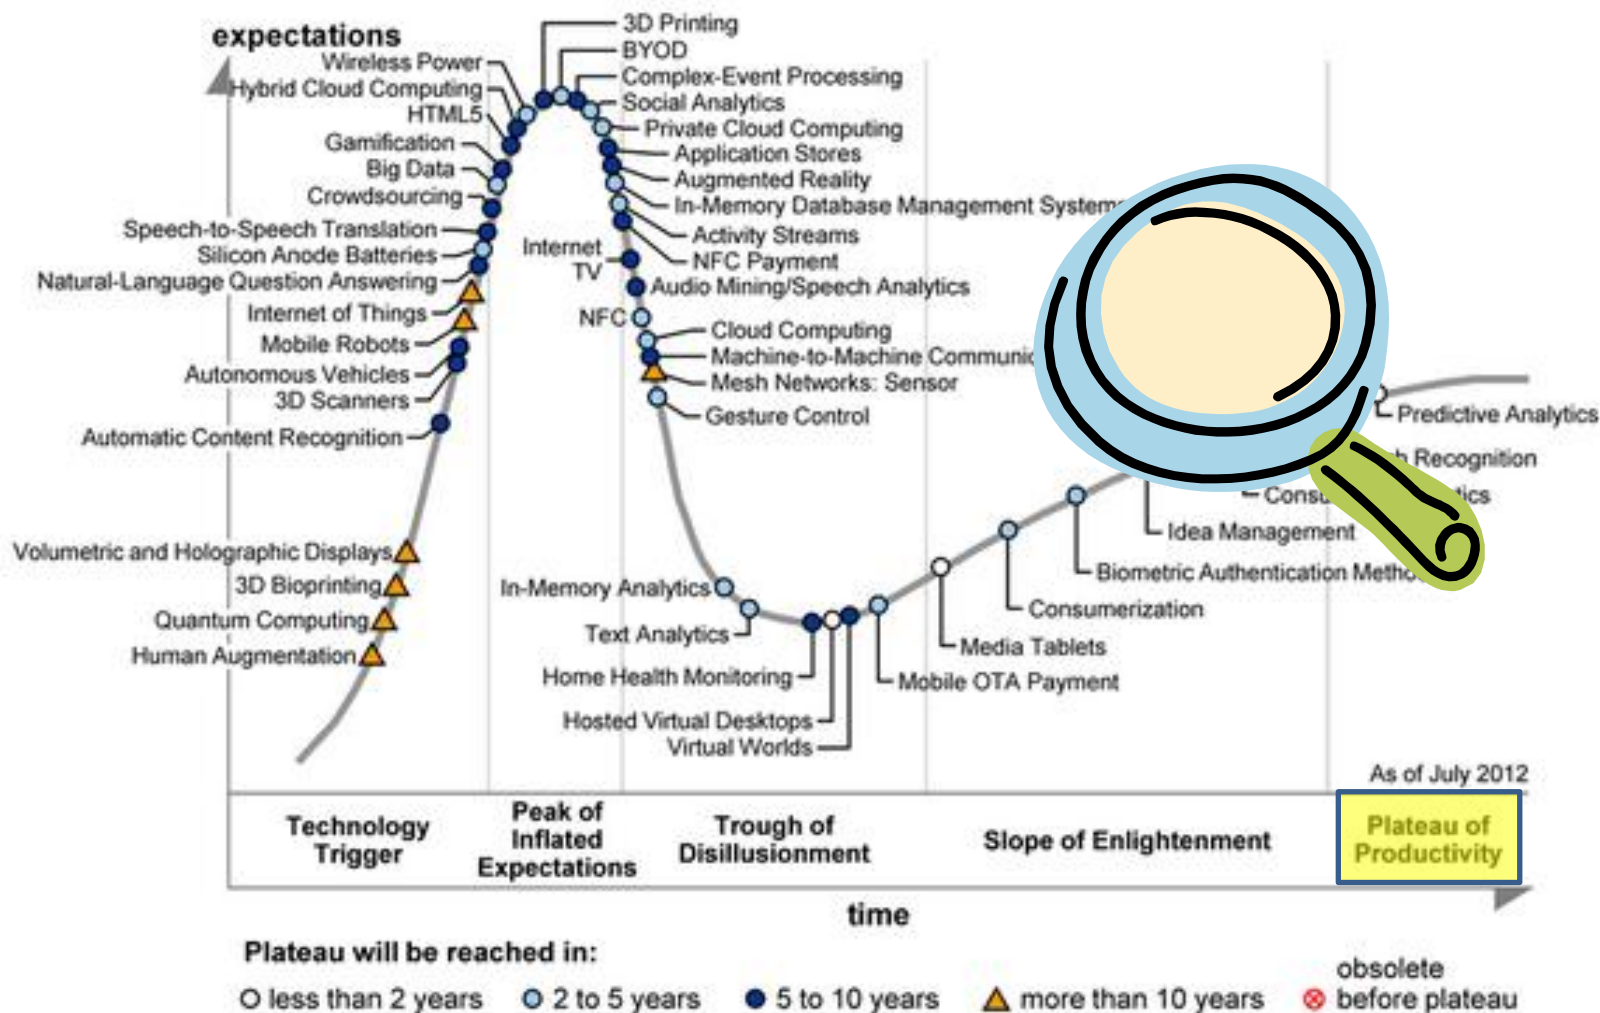 expectations
Wireless Power
Hybrid Cloud Computing
HTML5
Gamification
Big Data
Crowdsourcing
Speech-to-Speech Translation
Silicon Anode Batteries
Natural-Language Question Answering
Internet of Things
Mobile Robots
Autonomous Vehicles
3D Scanners
Automatic Content Recognition
Volumetric and Holographic Displays
3D Bioprinting
Quantum Computing
Human Augmentation
3D Printing
BYOD
Complex-Event Processing
Social Analytics
Private Cloud Computing
Application Stores
Augmented Reality
In-Memory Database Management Systems
Activity Streams
NFC Payment
Internet
TV
Audio Mining/Speech Analytics
NFC
Cloud Computing
Machine-to-Machine
Mesh Networks: Sensor
Gesture Control
In-Memory Analytics
Text Analytics
Home Health Monitoring
Hosted Virtual Desktops
Virtual Worlds
Mobile OTA Payment
Media Tablets
Consumerization
Biometric Authentication
Idea Management
Recognition
Predictive Analytics
As of July 2012
Technology
Trigger
Peak of
Inflated
Expectations
Trough of
Disillusionment
Slope of Enlightenment
Plateau of
Productivity
time
Plateau will be reached in:
less than 2 years
2 to 5 years
5 to 10 years
more than 10 years
obsolete
before plateau